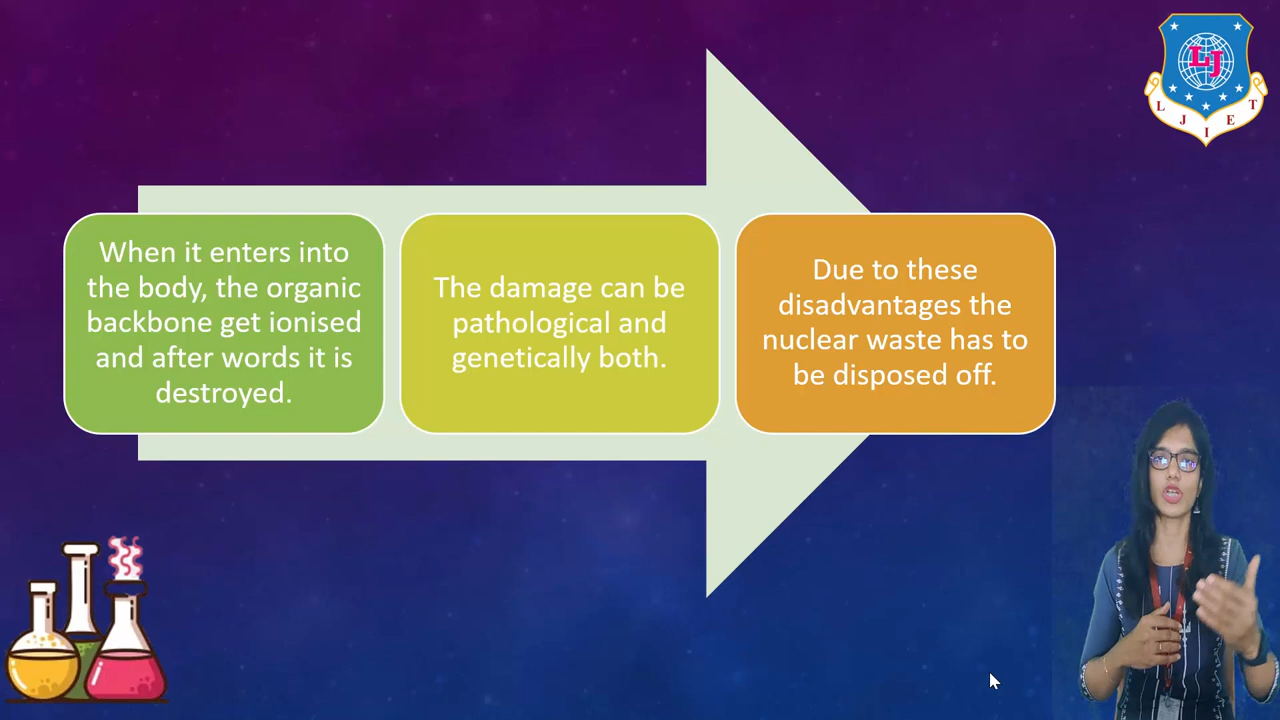 When it enters into
the body, the organic
backbone get ionised
and after words it is
destroyed.
The damage can be
pathological and
genetically both.
Due to these
disadvantages the
nuclear waste has to
be disposed off.
LJ
L J I E T